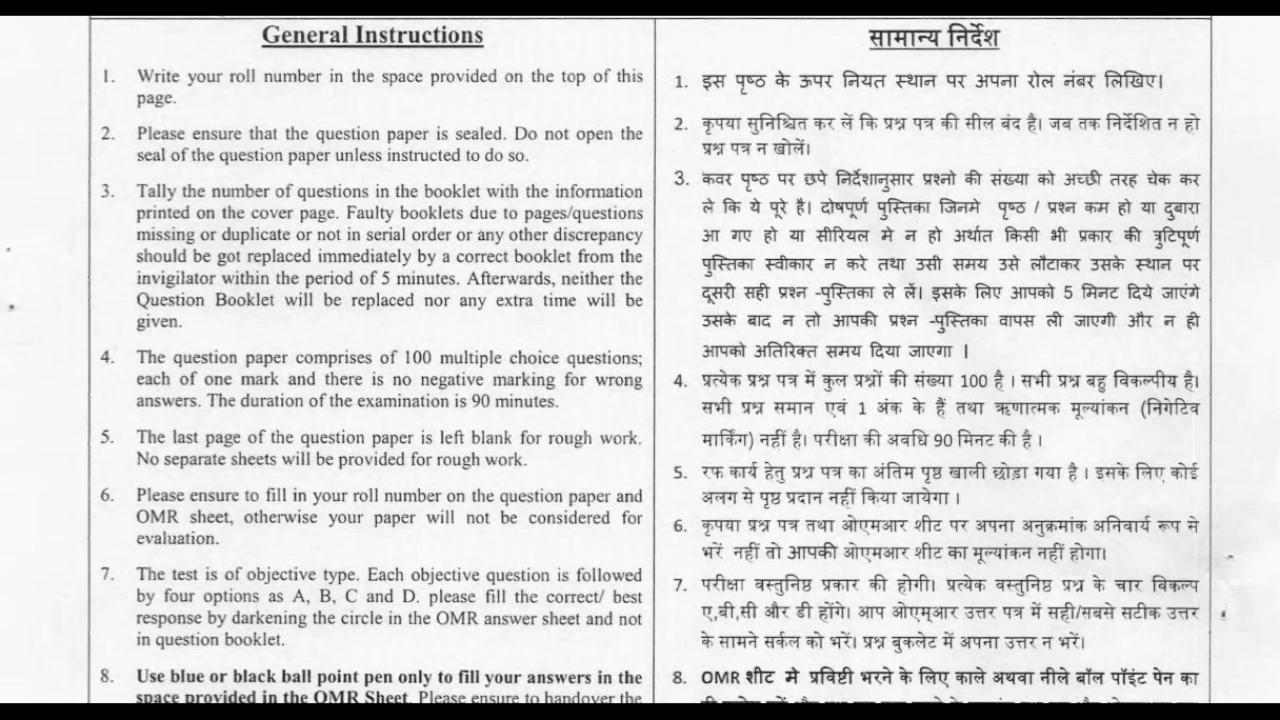 General Instructions
1. Write your roll number in the space provided on the top of this
page.
2. Please ensure that the question paper is sealed. Do not open the
seal of the question paper unless instructed to do so.
3. Tally the number of questions in the booklet with the information
printed on the cover page. Faulty booklets due to pages/questions
missing or duplicate or not in serial order or any other discrepancy
should be got replaced immediately by a correct booklet from the
invigilator within the period of 5 minutes. Afterwards, neither the
Question Booklet will be replaced nor any extra time will be
given.
4. The question paper comprises of 100 multiple choice questions;
each of one mark and there is no negative marking for wrong
answers. The duration of the examination is 90 minutes.
5. The last page of the question paper is left blank for rough work.
No separate sheets will be provided for rough work.
6. Please ensure to fill in your roll number on the question paper and
OMR sheet, otherwise your paper will not be considered for
evaluation.
7. The test is of objective type. Each objective question is followed
by four options as A, B, C and D. please fill the correct/ best
response by darkening the circle in the OMR answer sheet and not
in question booklet.
8. Use blue or black ball point pen only to fill your answers in the
space provided in the OMR Sheet. Please ensure to handover the
सामान्य निर्देश
1. इस पृष्ठ के ऊपर नियत स्थान पर अपना रोल नंबर लिखिए।
2. कृपया सुनिश्चित कर लें कि प्रश्न पत्र की सील बंद है। जब तक निर्देशित न हो
प्रश्न पत्र न खोलें।
3. कवर पृष्ठ पर छपे निर्देशानुसार प्रश्नो की संख्या को अच्छी तरह चेक कर
ले कि ये पूरे है। दोषपूर्ण पुस्तिका जिनमे पृष्ठ / प्रश्न कम हो या दुबारा
आ गए हो या सीरियल मे न हो अर्थात किसी भी प्रकार की त्रुटिपूर्ण
पुस्तिका स्वीकार न करे तथा उसी समय उसे लौटाकर उसके स्थान पर
दूसरी सही प्रश्न -पुस्तिका ले लें। इसके लिए आपको 5 मिनट दिये जाएंगे
उसके बाद न तो आपकी प्रश्न -पुस्तिका वापस ली जाएगी और न ही
आपको अतिरिक्त समय दिया जाएगा ।
4. प्रत्येक प्रश्न पत्र में कुल प्रश्नों की संख्या 100 है । सभी प्रश्न बहु विकल्पीय है।
सभी प्रश्न समान एवं 1 अंक के हैं तथा ऋणात्मक मूल्यांकन (निगेटिव
मार्किंग) नहीं है। परीक्षा की अवधि 90 मिनट की है ।
5. रफ कार्य हेतु प्रश्न पत्र का अंतिम पृष्ठ खाली छोड़ा गया है । इसके लिए कोई
अलग से पृष्ठ प्रदान नहीं किया जायेगा ।
6. कृपया प्रश्न पत्र तथा ओएमआर शीट पर अपना अनुक्रमांक अनिवार्य रूप से
भरें नहीं तो आपकी ओएमआर शीट का मूल्यांकन नहीं होगा।
7. परीक्षा वस्तुनिष्ठ प्रकार की होगी। प्रत्येक वस्तुनिष्ठ प्रश्न के चार विकल्प
ए,बी,सी और डी होंगे। आप ओएम्आर उत्तर पत्र में सही/सबसे सटीक उत्तर
के सामने सर्कल को भरें। प्रश्न बुकलेट में अपना उत्तर न भरें।
8. OMR शीट मे प्रविष्टी भरने के लिए काले अथवा नीले बॉल पॉइंट पेन का